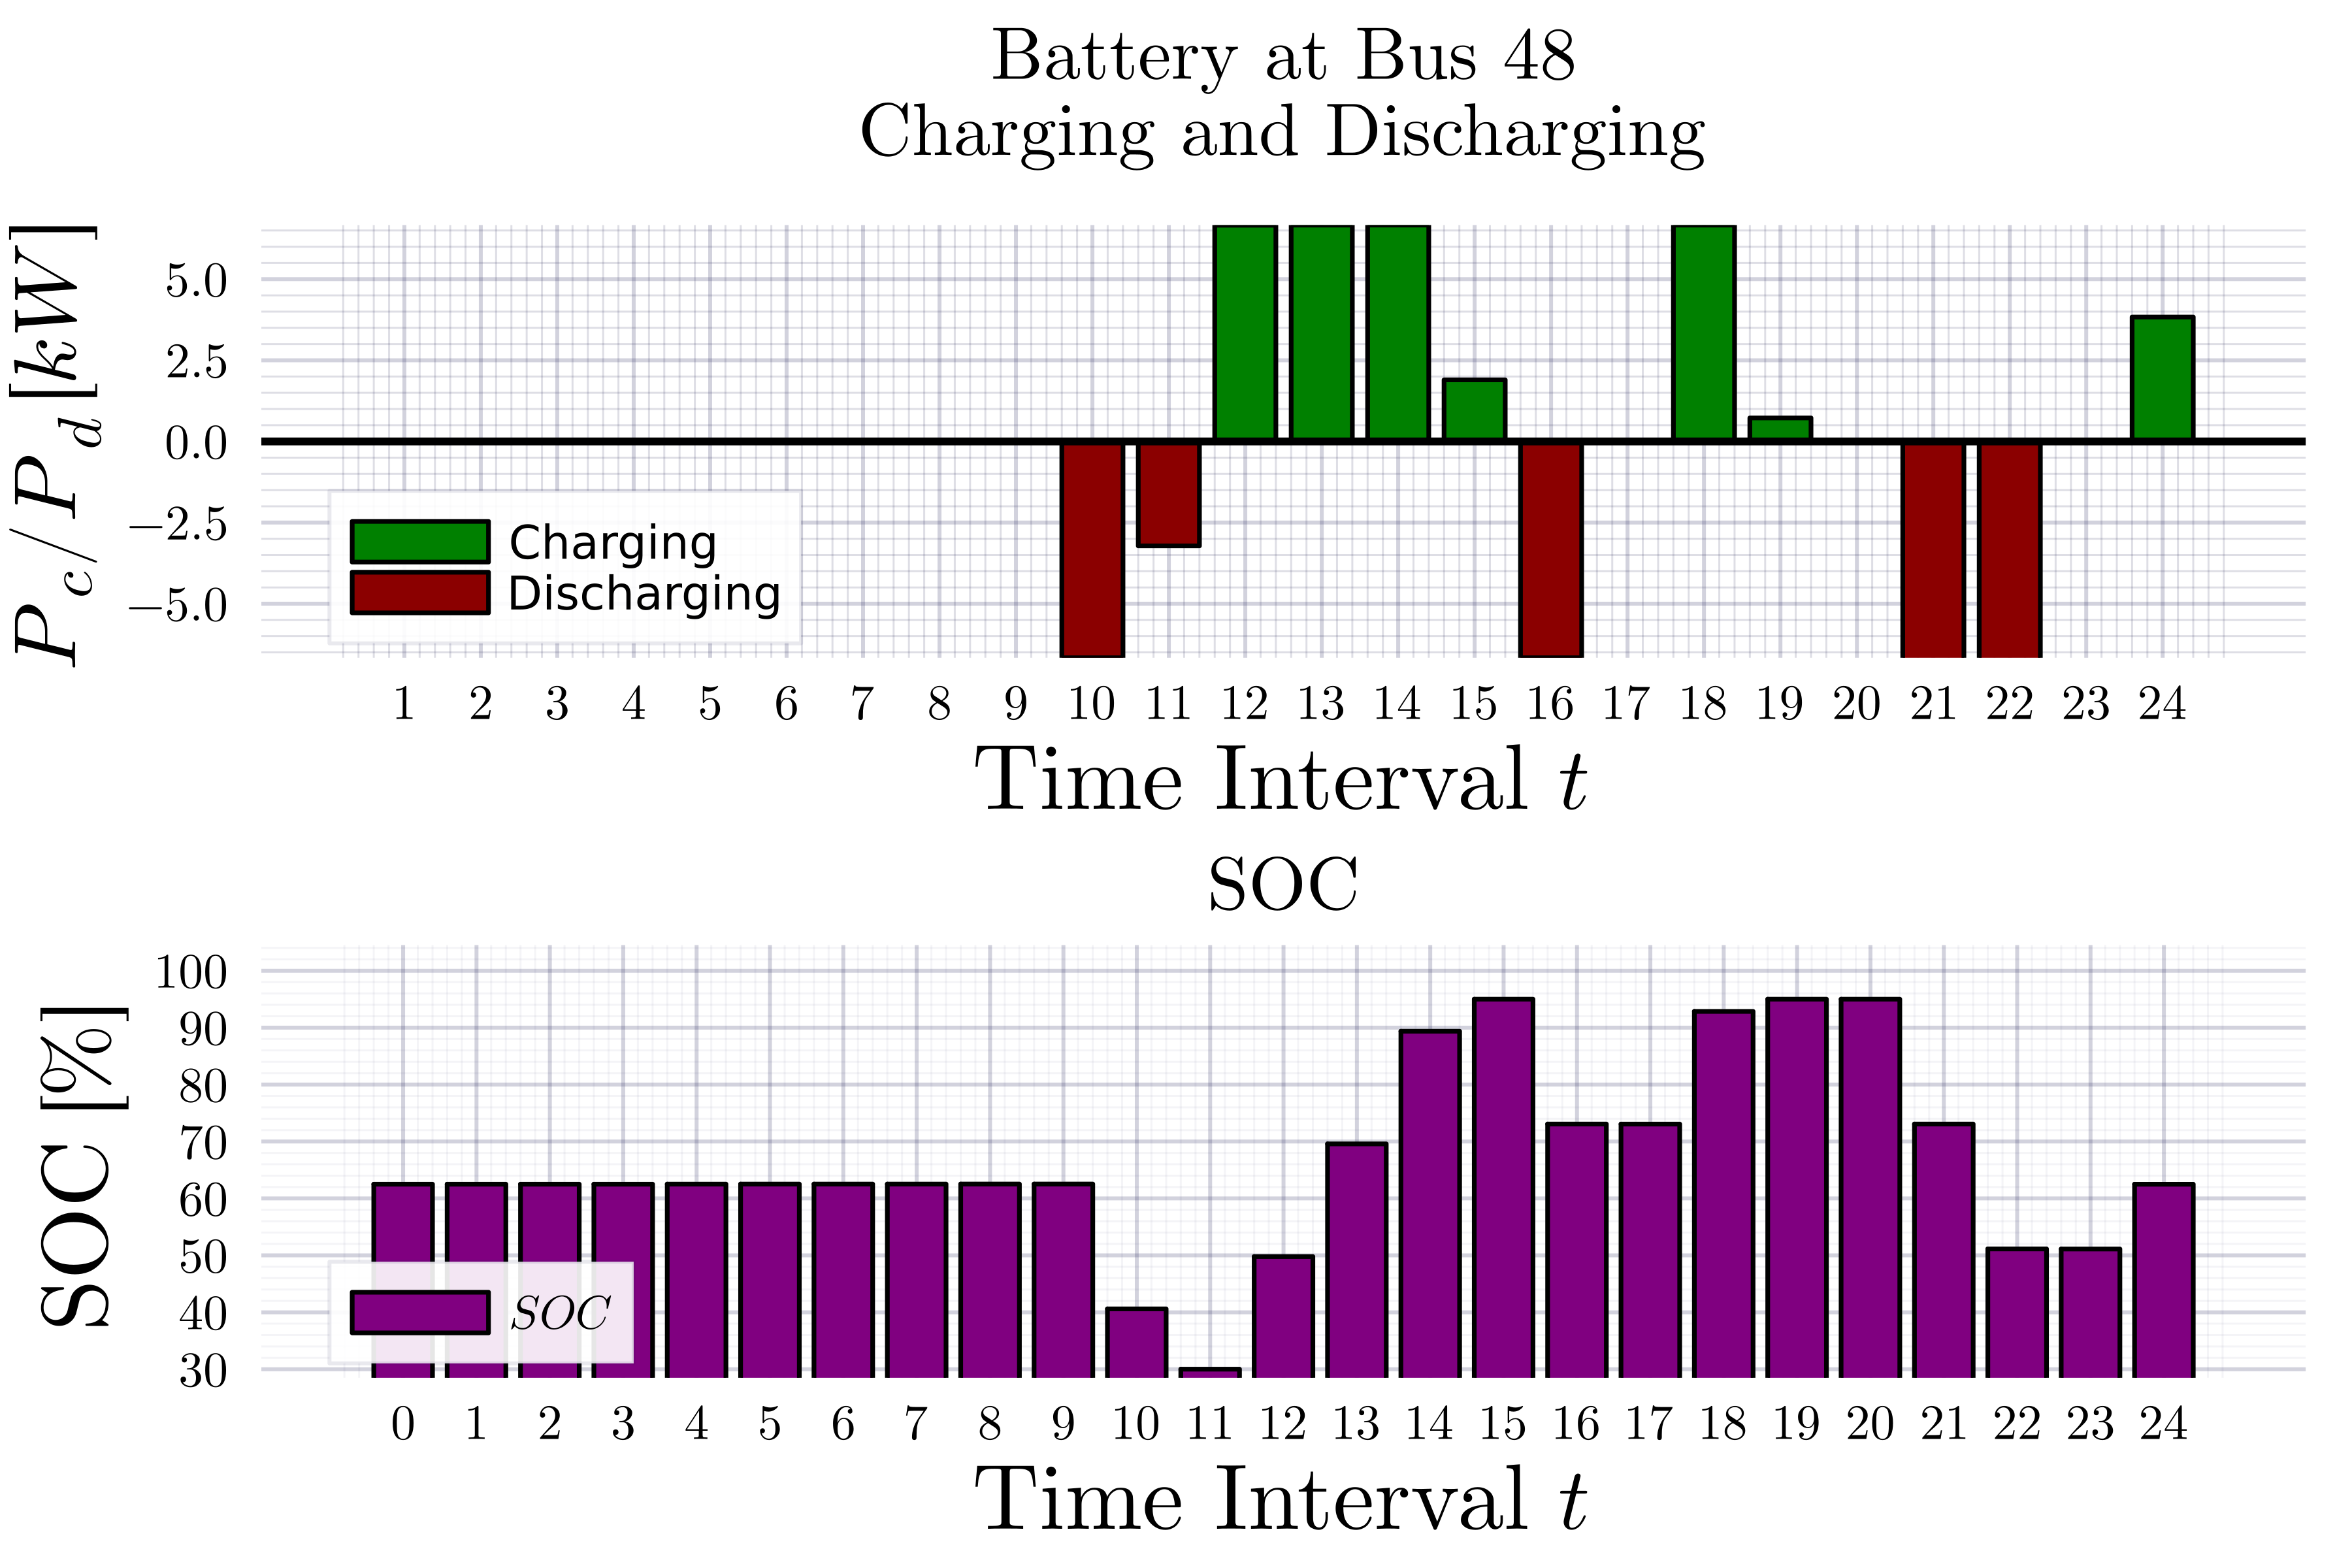 Battery at Bus 48
Charging and Discharging
P_c/P_d [kW]
5.0
2.5
0.0
−2.5
−5.0
Charging
Discharging
1 2 3 4 5 6 7 8 9 10 11 12 13 14 15 16 17 18 19 20 21 22 23 24
Time Interval t
SOC
SOC [%]
100
90
80
70
60
50
40
30
SOC
0 1 2 3 4 5 6 7 8 9 10 11 12 13 14 15 16 17 18 19 20 21 22 23 24
Time Interval t